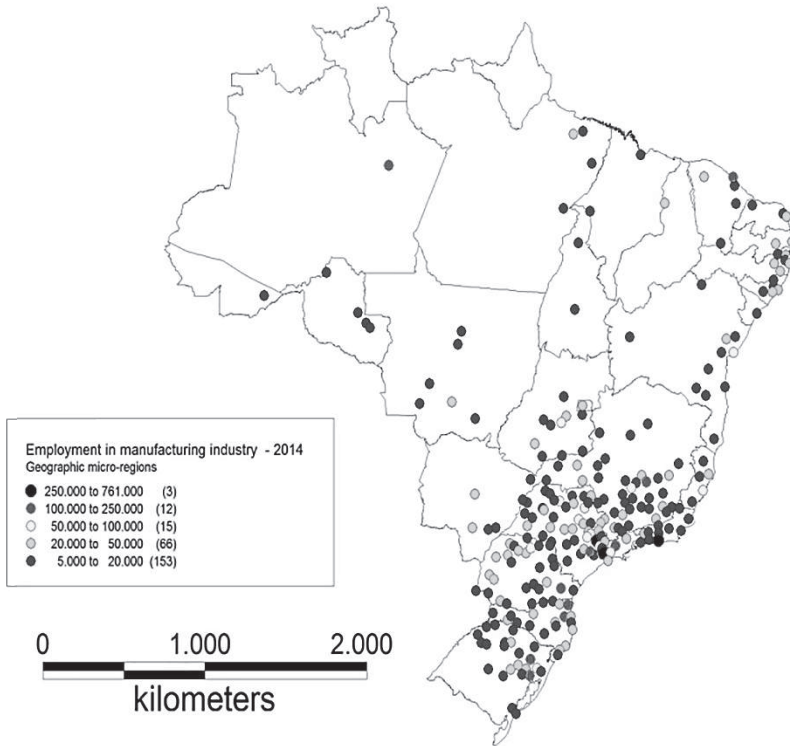 Employment in manufacturing industry - 2014
Geographic micro-regions
250.000 to 761.000 (3)
100.000 to 250.000 (12)
50.000 to 100.000 (15)
20.000 to 50.000 (66)
5.000 to 20.000 (153)
0 1.000 2.000
kilometers